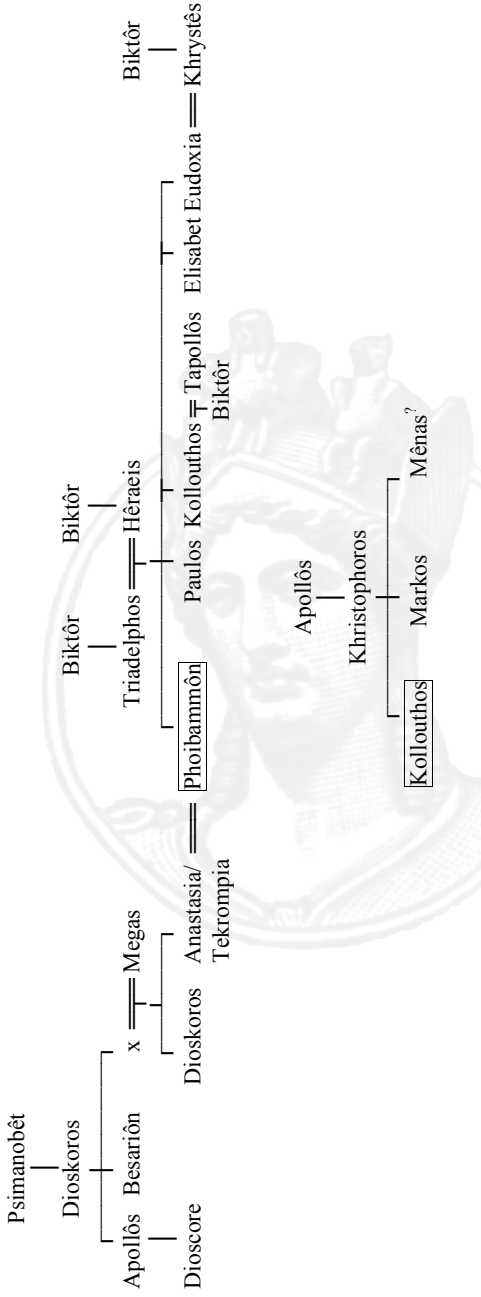 Psimanobêt
Dioskoros
Apollôs Besariôn x Megas Triadelphos Hêraeis
Biktôr Biktôr Biktôr
Dioscore Dioskoros Anastasia/ Phoibammôn Paulos Kollouthos Tapollôs Elisabet Eudoxia Khrystês
Tekrompia Biktôr
Apollôs
Khristophoros
Kollouthos Markos Mênas?